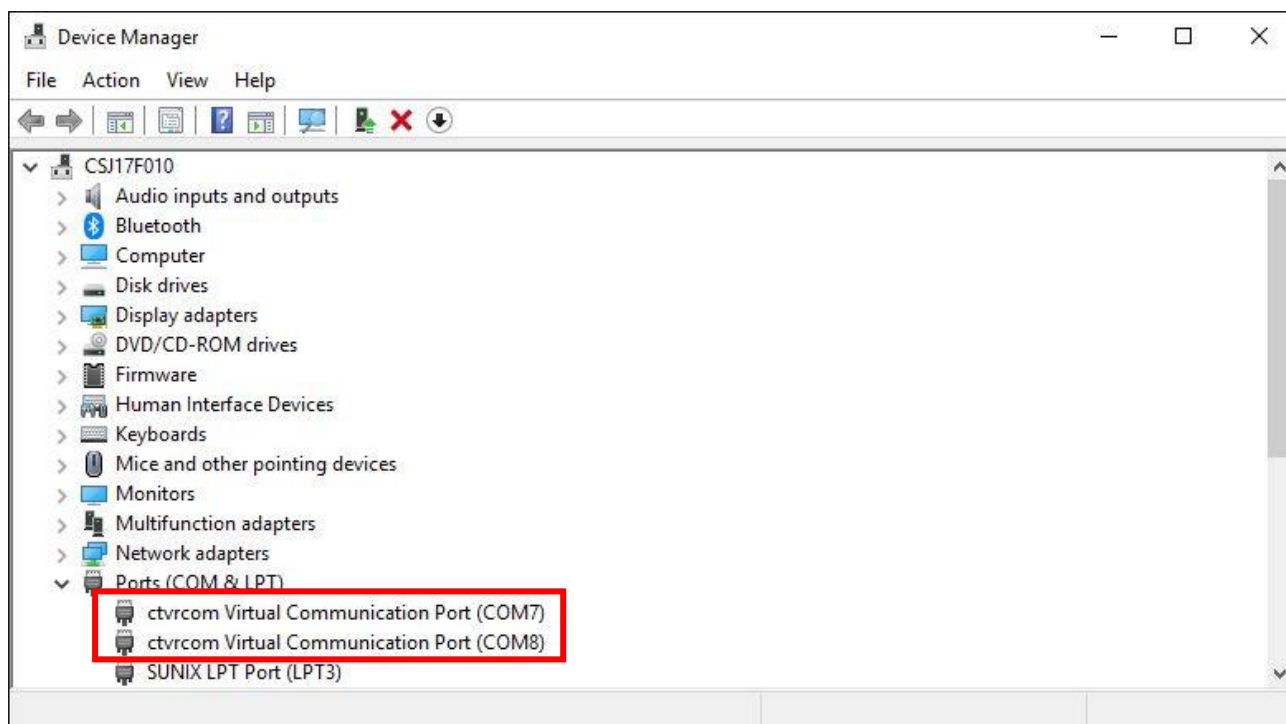 Device Manager
File Action View Help
CSJ17F010
Audio inputs and outputs
Bluetooth
Computer
Disk drives
Display adapters
DVD/CD-ROM drives
Firmware
Human Interface Devices
Keyboards
Mice and other pointing devices
Monitors
Multifunction adapters
Network adapters
Ports (COM & LPT)
ctvrcom Virtual Communication Port (COM7)
ctvrcom Virtual Communication Port (COM8)
SUNIX LPT Port (LPT3)